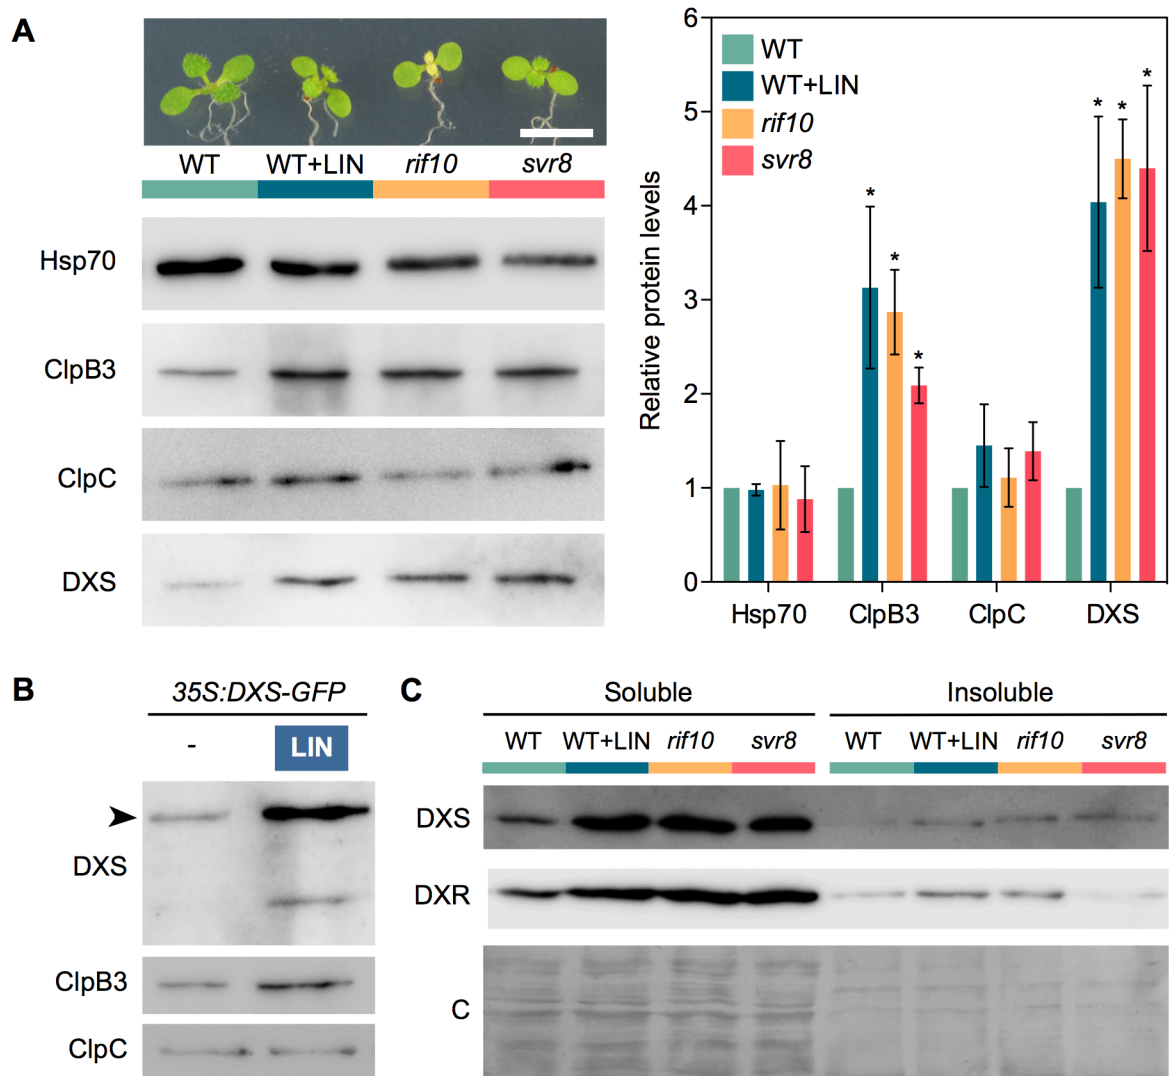 A
WT WT+LIN rif10 svr8
Hsp70
ClpB3
ClpC
DXS
Relative protein levels
6
5
4
3
2
1
0
WT
WT+LIN
rif10
svr8
*
*
*
*
*
*
Hsp70 ClpB3 ClpC DXS
B
35S:DXS-GFP
- LIN
DXS
ClpB3
ClpC
C
Soluble Insoluble
WT WT+LIN rif10 svr8 WT WT+LIN rif10 svr8
DXS
DXR
C